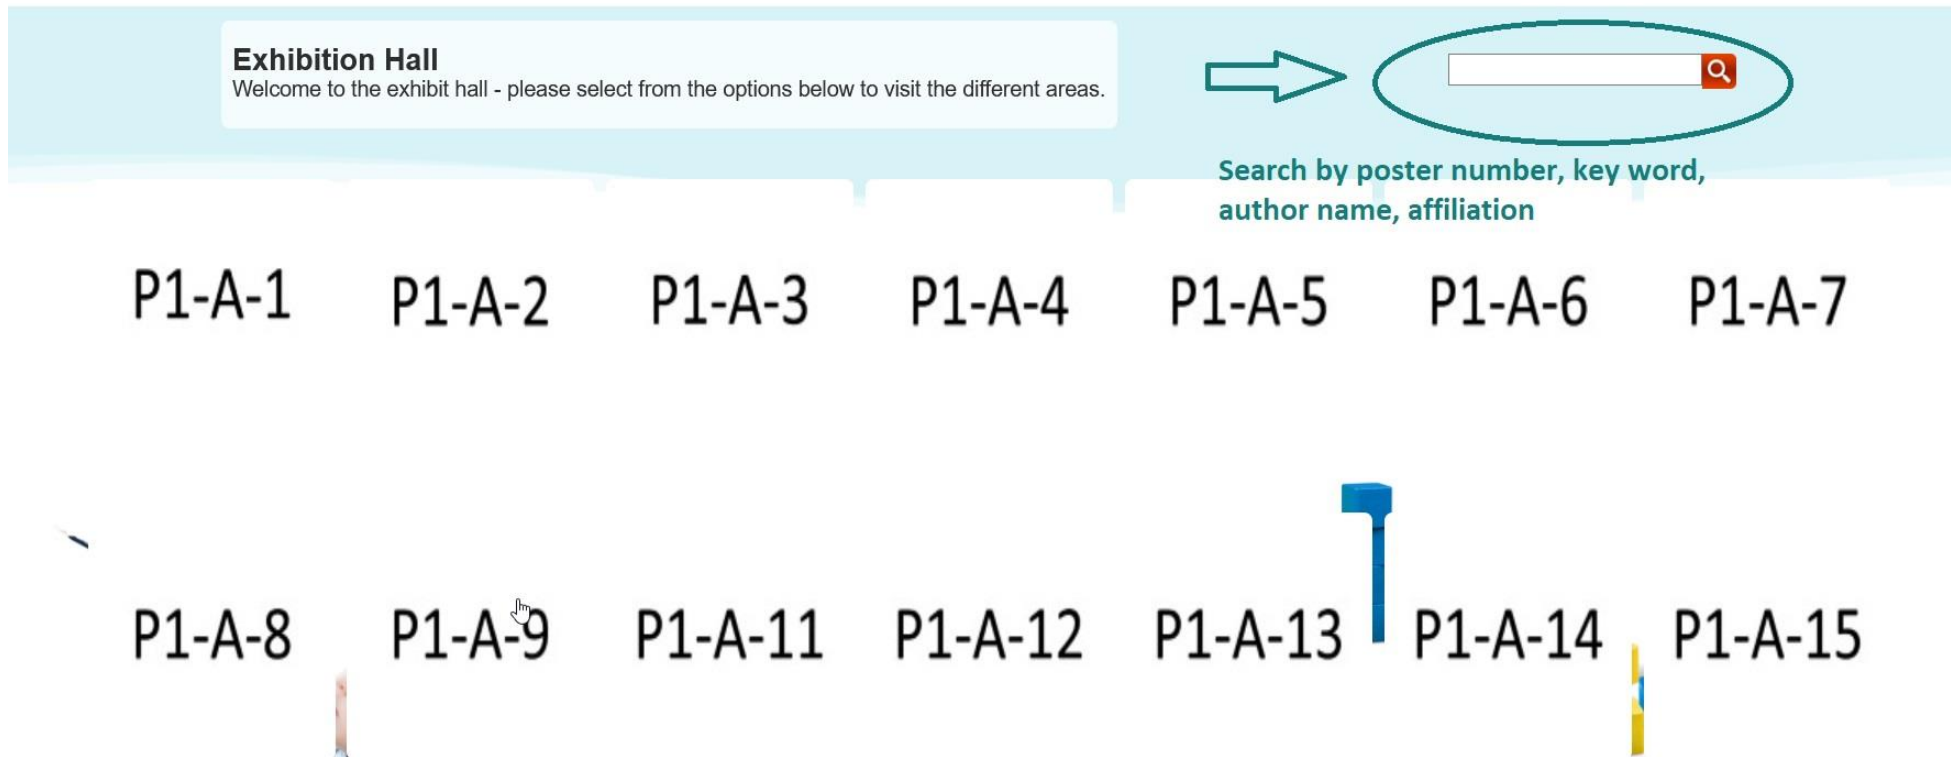 Exhibition Hall
Welcome to the exhibit hall - please select from the options below to visit the different areas.
Search by poster number, key word,
author name, affiliation
P1-A-1 P1-A-2 P1-A-3 P1-A-4 P1-A-5 P1-A-6 P1-A-7
P1-A-8 P1-A-9 P1-A-11 P1-A-12 P1-A-13 P1-A-14 P1-A-15